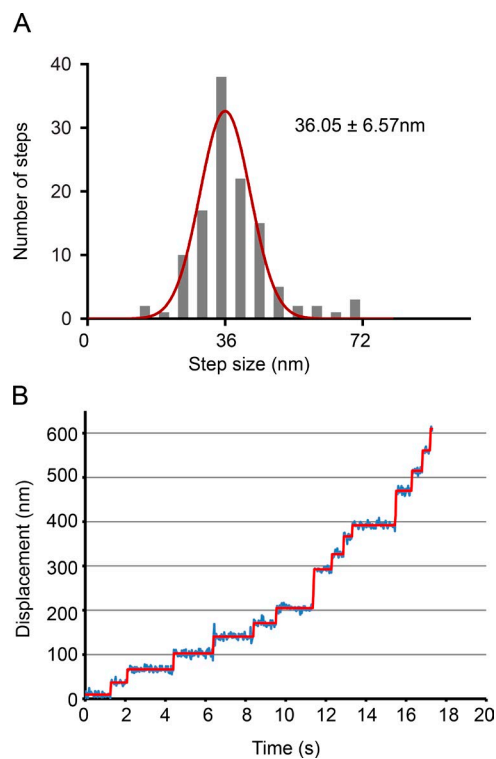 A
40
30
20
10
0
Number of steps
36.05 ± 6.57nm
0 36 72
Step size (nm)
B
600
500
400
300
200
100
0
Displacement (nm)
0 2 4 6 8 10 12 14 16 18 20
Time (s)